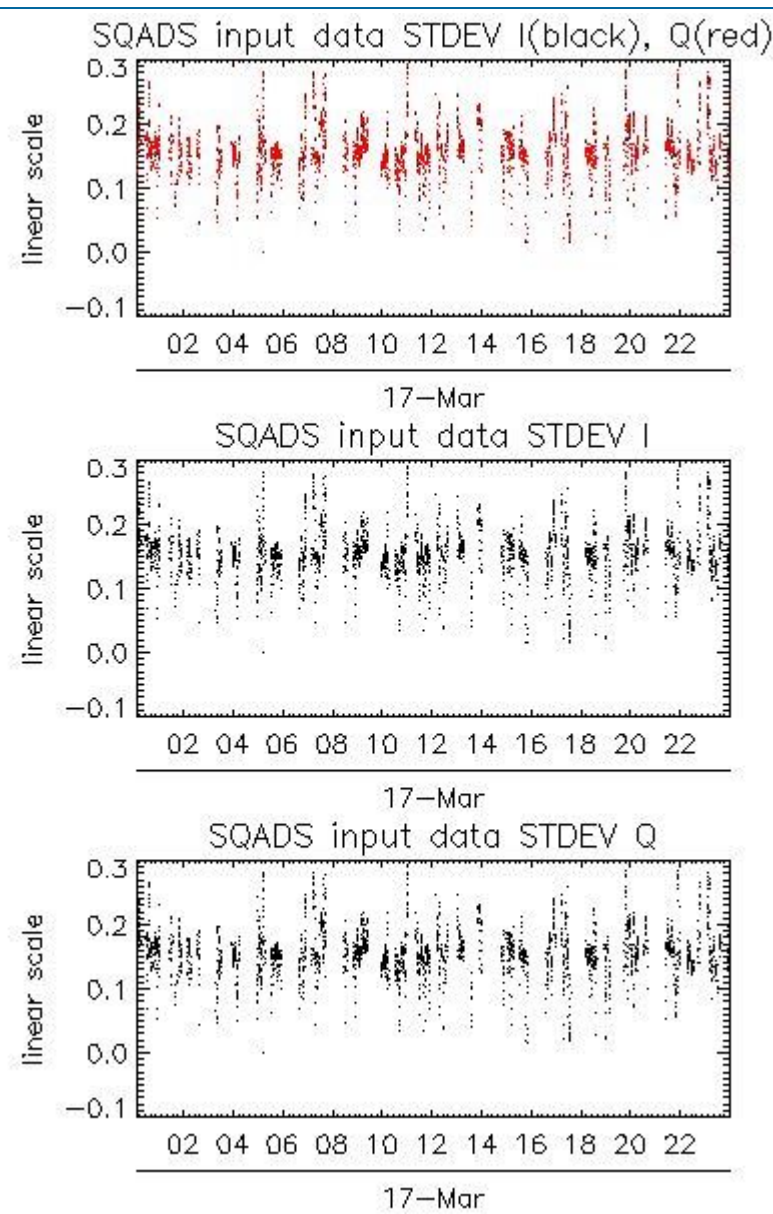 SQADS input data STDEV I(black), Q(red)
0.3
0.2
0.1
0.0
−0.1
linear scale
02 04 06 08 10 12 14 16 18 20 22
17−Mar
SQADS input data STDEV I
0.3
0.2
0.1
0.0
−0.1
linear scale
02 04 06 08 10 12 14 16 18 20 22
17−Mar
SQADS input data STDEV Q
0.3
0.2
0.1
0.0
−0.1
linear scale
02 04 06 08 10 12 14 16 18 20 22
17−Mar